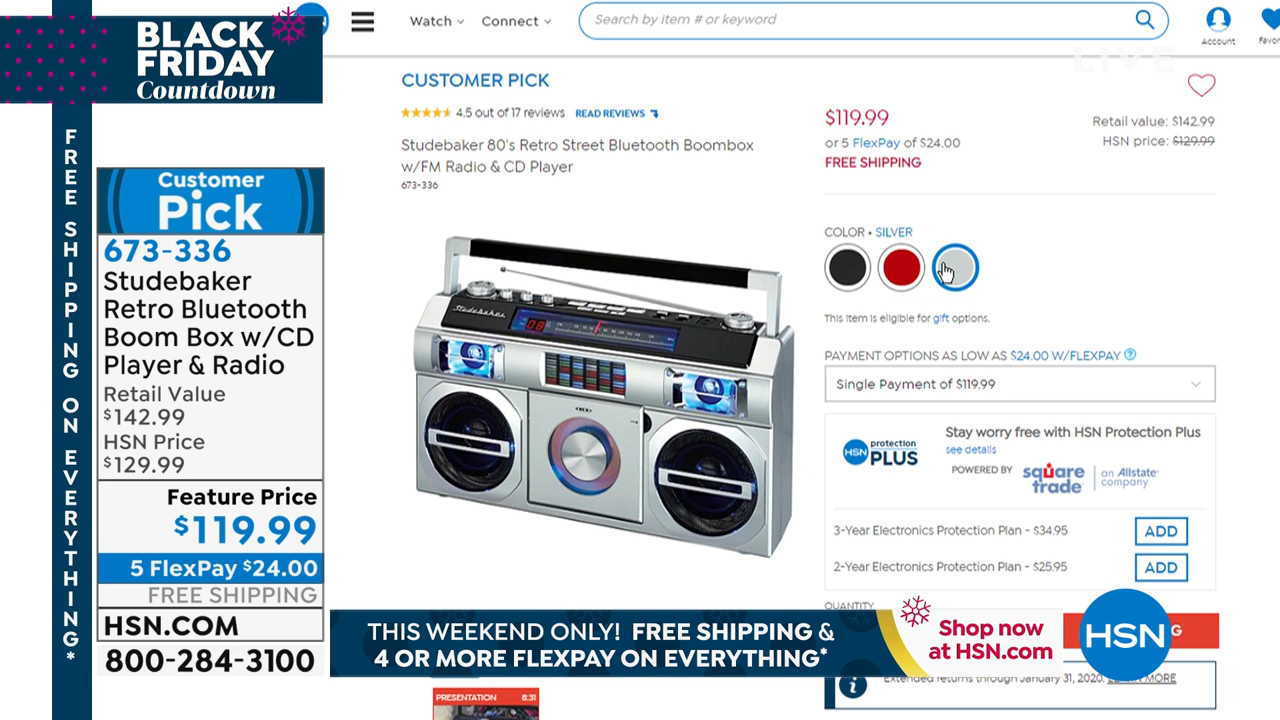 BLACK
FRIDAY
Countdown
FREE SHIPPING ON EVERYTHING*
Customer
Pick
673-336
Studebaker
Retro Bluetooth
Boom Box w/CD
Player & Radio
Retail Value
$142.99
HSN Price
$129.99
Feature Price
$119.99
5 FlexPay $24.00
FREE SHIPPING
HSN.COM
800-284-3100
Watch
Connect
Search by item # or keyword
Account
Favor
LIVE
CUSTOMER PICK
4.5 out of 17 reviews READ REVIEWS
Studebaker 80's Retro Street Bluetooth Boombox
w/FM Radio & CD Player
673-336
Studebaker
08
$119.99
or 5 FlexPay of $24.00
FREE SHIPPING
Retail value: $142.99
HSN price: $129.99
COLOR • SILVER
This item is eligible for gift options.
PAYMENT OPTIONS AS LOW AS $24.00 W/FLEXPAY ?
Single Payment of $119.99
HSN protection PLUS
Stay worry free with HSN Protection Plus
see details
POWERED BY square trade an Allstate company
3-Year Electronics Protection Plan - $34.95 ADD
2-Year Electronics Protection Plan - $25.95 ADD
QUANTITY
THIS WEEKEND ONLY! FREE SHIPPING &
4 OR MORE FLEXPAY ON EVERYTHING*
Shop now
at HSN.com
HSN
G
Extended returns through January 31, 2020. LEARN MORE
PRESENTATION 8:31